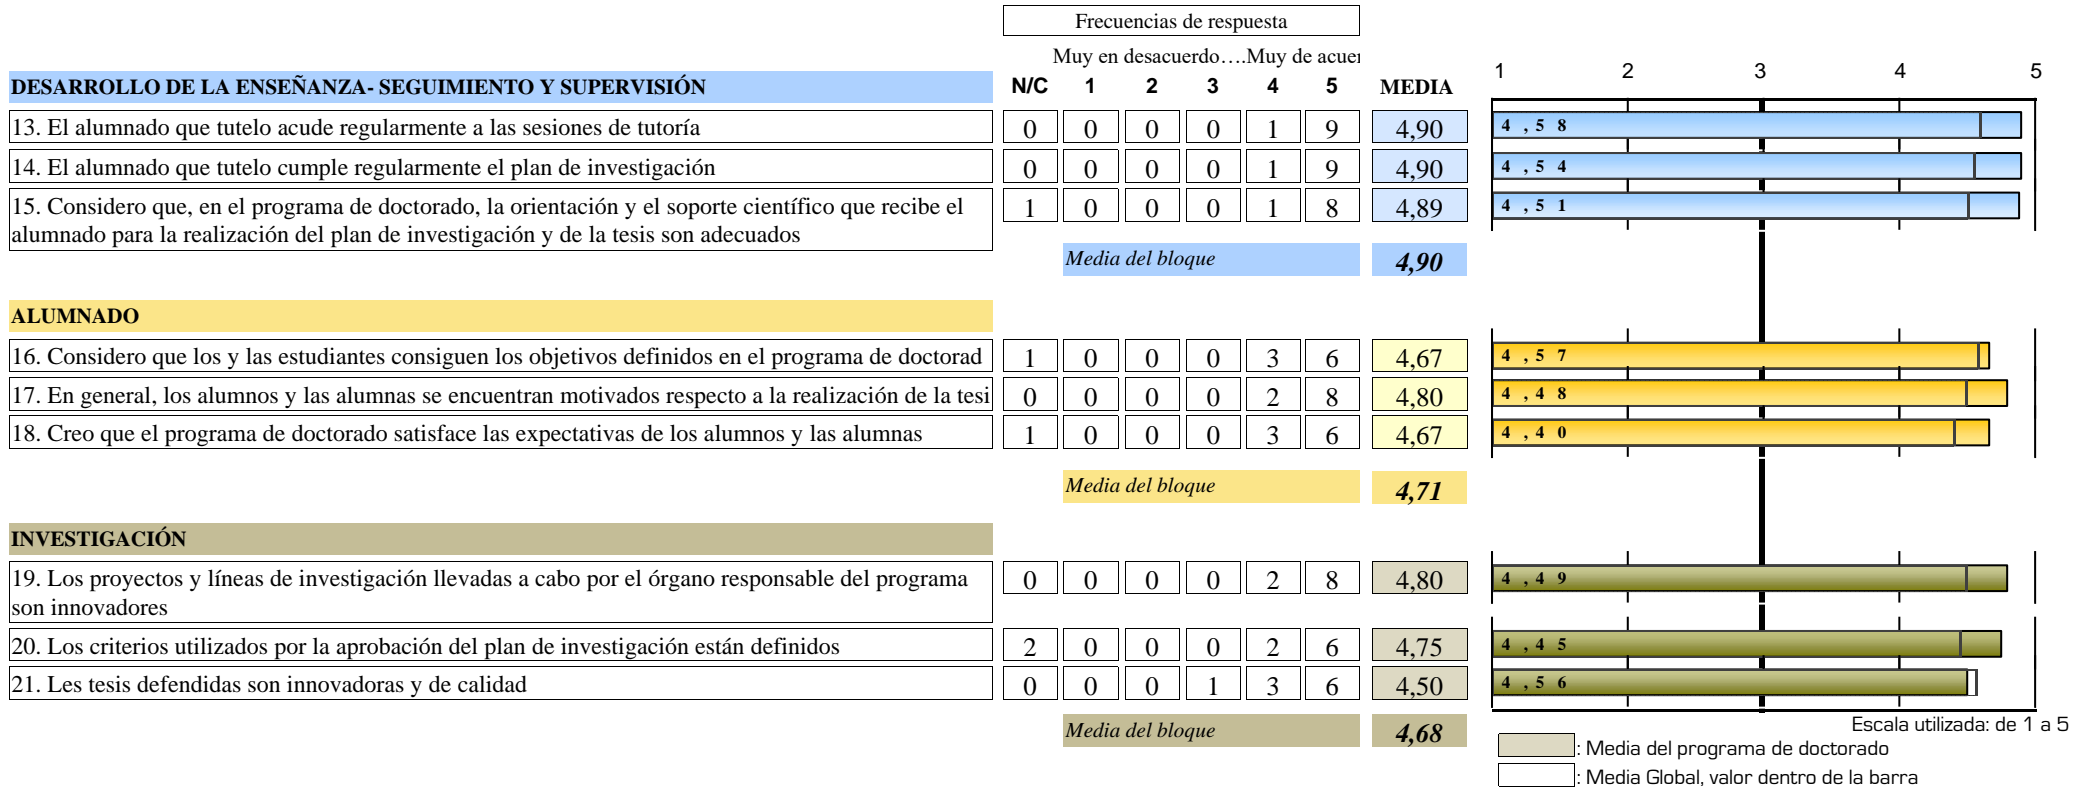 Frecuencias de respuesta
Muy en desacuerdo….Muy de acuer
DESARROLLO DE LA ENSEÑANZA- SEGUIMIENTO Y SUPERVISIÓN N/C 1 2 3 4 5 MEDIA 1 2 3 4 5
13. El alumnado que tutelo acude regularmente a las sesiones de tutoría 0 0 0 0 1 9 4,90 4,58
14. El alumnado que tutelo cumple regularmente el plan de investigación 0 0 0 0 1 9 4,90 4,54
15. Considero que, en el programa de doctorado, la orientación y el soporte científico que recibe el 1 0 0 0 1 8 4,89 4,51
alumnado para la realización del plan de investigación y de la tesis son adecuados
Media del bloque 4,90
ALUMNADO
16. Considero que los y las estudiantes consiguen los objetivos definidos en el programa de doctorad 1 0 0 0 3 6 4,67 4,57
17. En general, los alumnos y las alumnas se encuentran motivados respecto a la realización de la tesi 0 0 0 0 2 8 4,80 4,48
18. Creo que el programa de doctorado satisface las expectativas de los alumnos y las alumnas 1 0 0 0 3 6 4,67 4,40
Media del bloque 4,71
INVESTIGACIÓN
19. Los proyectos y líneas de investigación llevadas a cabo por el órgano responsable del programa 0 0 0 0 2 8 4,80 4,49
son innovadores
20. Los criterios utilizados por la aprobación del plan de investigación están definidos 2 0 0 0 2 6 4,75 4,45
21. Les tesis defendidas son innovadoras y de calidad 0 0 0 1 3 6 4,50 4,56
Media del bloque 4,68
Escala utilizada: de 1 a 5
: Media del programa de doctorado
: Media Global, valor dentro de la barra